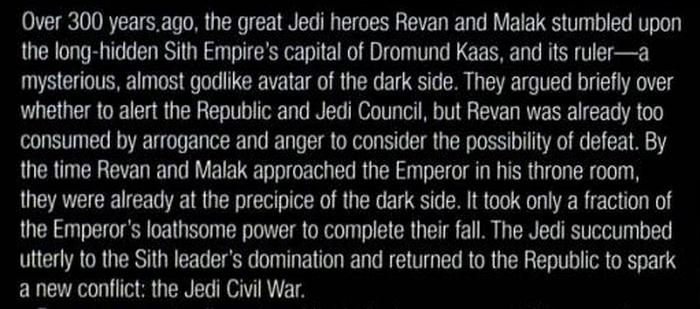 Over 300 years ago, the great Jedi heroes Revan and Malak stumbled upon
the long-hidden Sith Empire's capital of Dromund Kaas, and its ruler—a
mysterious, almost godlike avatar of the dark side. They argued briefly over
whether to alert the Republic and Jedi Council, but Revan was already too
consumed by arrogance and anger to consider the possibility of defeat. By
the time Revan and Malak approached the Emperor in his throne room,
they were already at the precipice of the dark side. It took only a fraction of
the Emperor's loathsome power to complete their fall. The Jedi succumbed
utterly to the Sith leader's domination and returned to the Republic to spark
a new conflict: the Jedi Civil War.